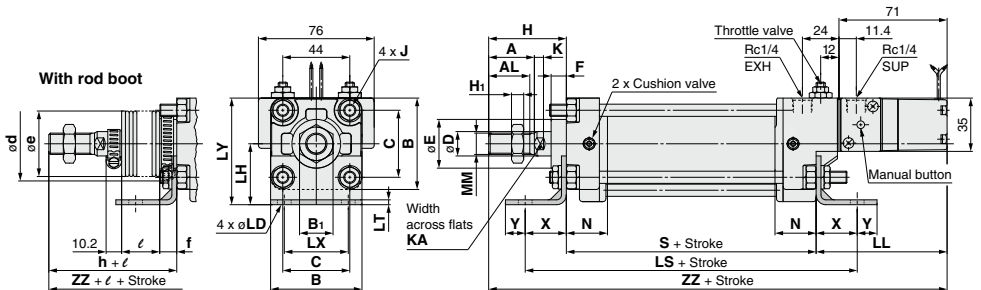 With rod boot
ød
øe
10.2
ℓ
f
h + ℓ
ZZ + ℓ + Stroke
76
44
4 x J
LY
LH
C
B
LT
4 x øLD
B1
LX
C
B
H
A
K
AL
F
H1
2 x Cushion valve
øE
øD
MM
Width
across flats
KA
Y
X
N
N
X
Y
LL
S + Stroke
LS + Stroke
ZZ + Stroke
71
Throttle valve
24
11.4
12
Rc1/4
EXH
Rc1/4
SUP
35
Manual button